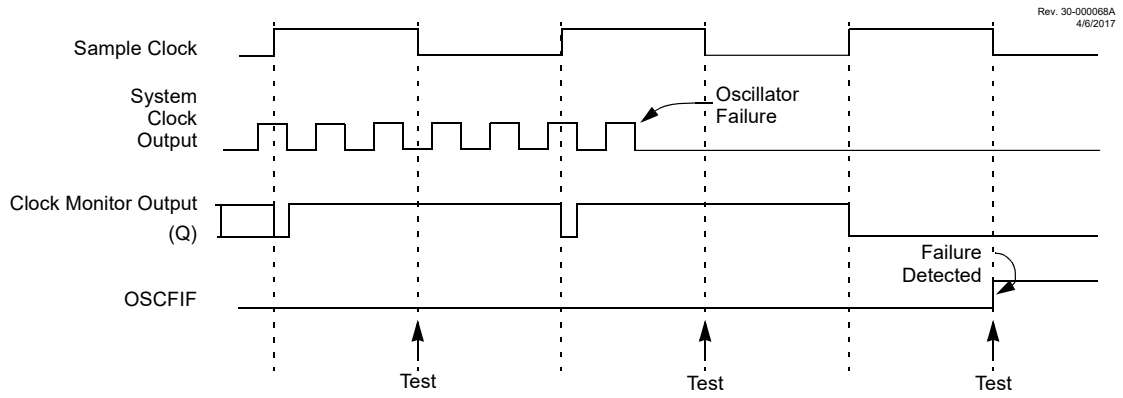 Rev. 30-000068A
4/6/2017
Sample Clock
System
Clock
Output
Oscillator
Failure
Clock Monitor Output
(Q)
Failure
Detected
OSCFIF
Test
Test
Test